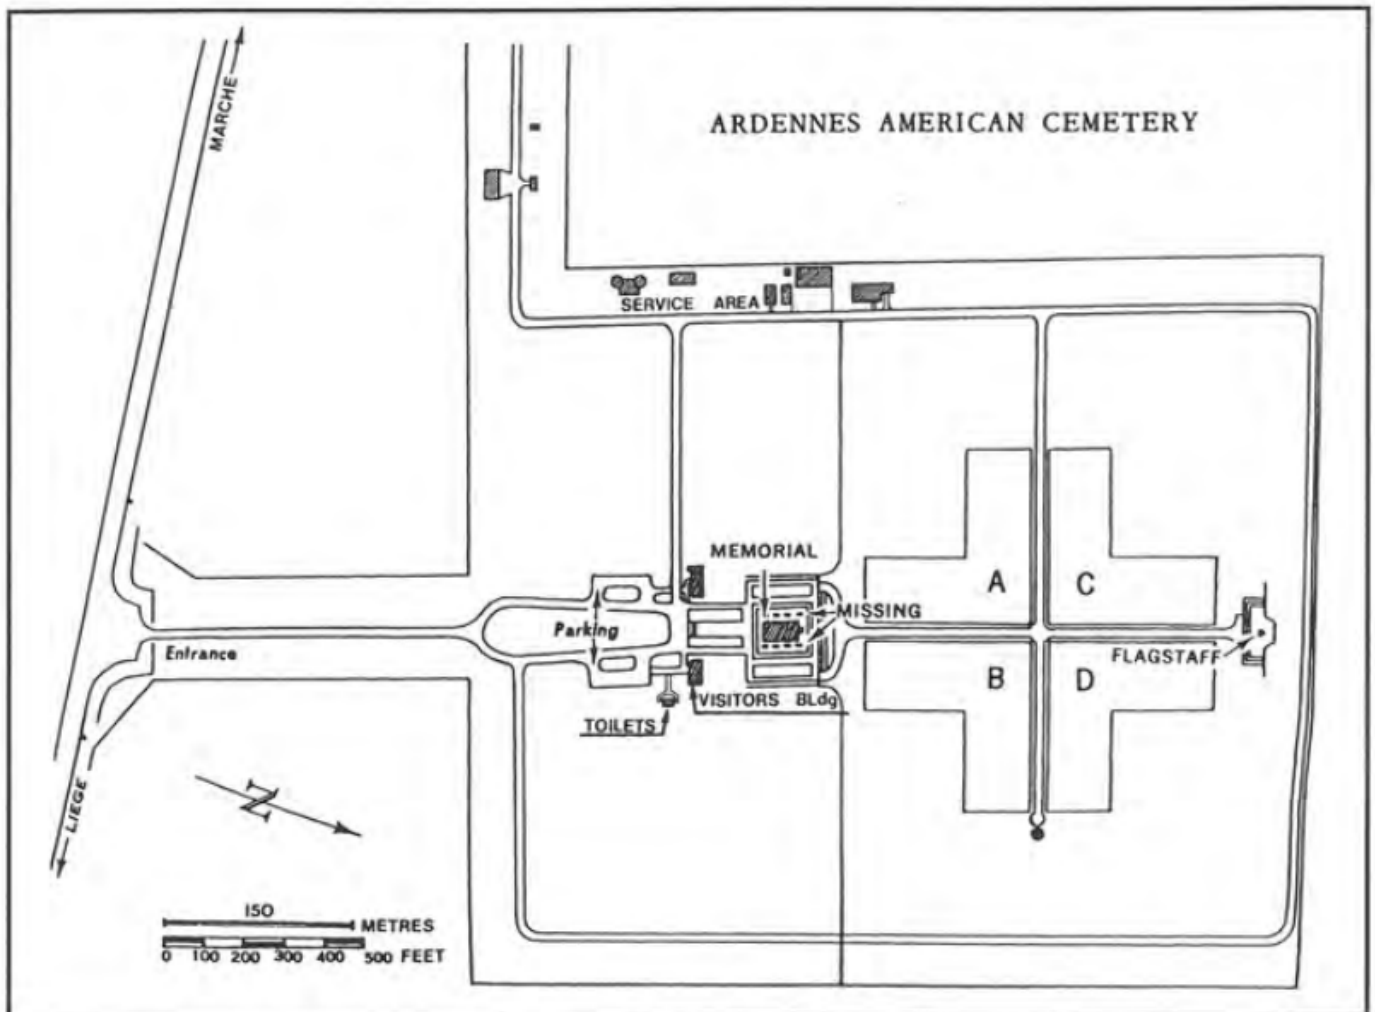 ARDENNES AMERICAN CEMETERY
MARCHE
SERVICE AREA
MEMORIAL
MISSING
A
C
Parking
Entrance
FLAGSTAFF
B
D
VISITORS BLdg
TOILETS
LIEGE
N
150
METRES
0 100 200 300 400 500 FEET